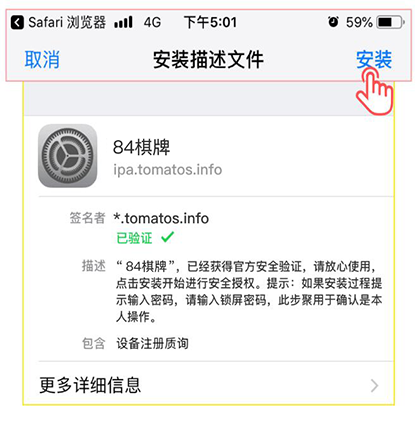 Safari 浏览器 4G 下午5:01 59%
取消 安装描述文件 安装
84棋牌
ipa.tomatos.info
签名者 *.tomatos.info
已验证
描述 “ 84棋牌”，已经获得官方安全验证，请放心使用，
点击安装开始进行安全授权。提示：如果安装过程提
示输入密码，请输入锁屏密码，此步聚用于确认是本
人操作。
包含 设备注册质询
更多详细信息